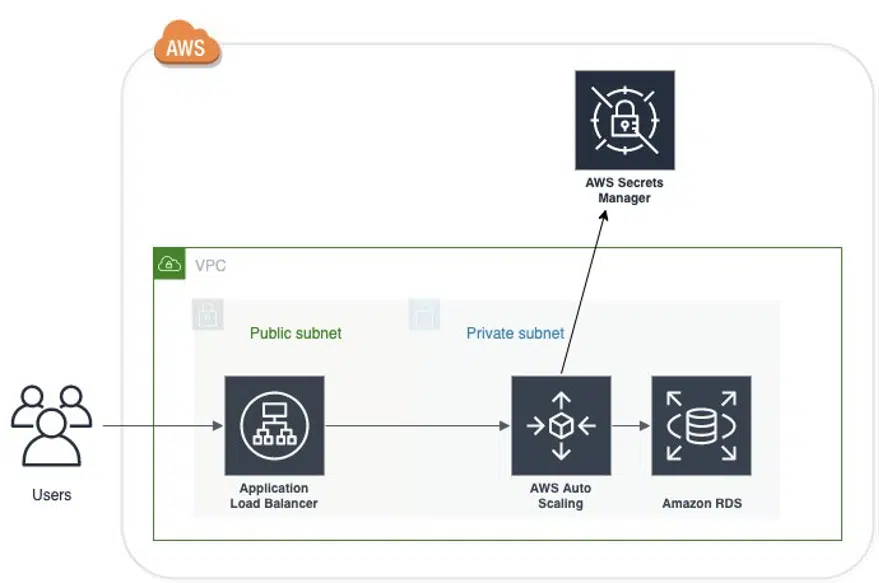 AWS
AWS Secrets
Manager
VPC
Public subnet
Private subnet
Users
Application
Load Balancer
AWS Auto
Scaling
Amazon RDS